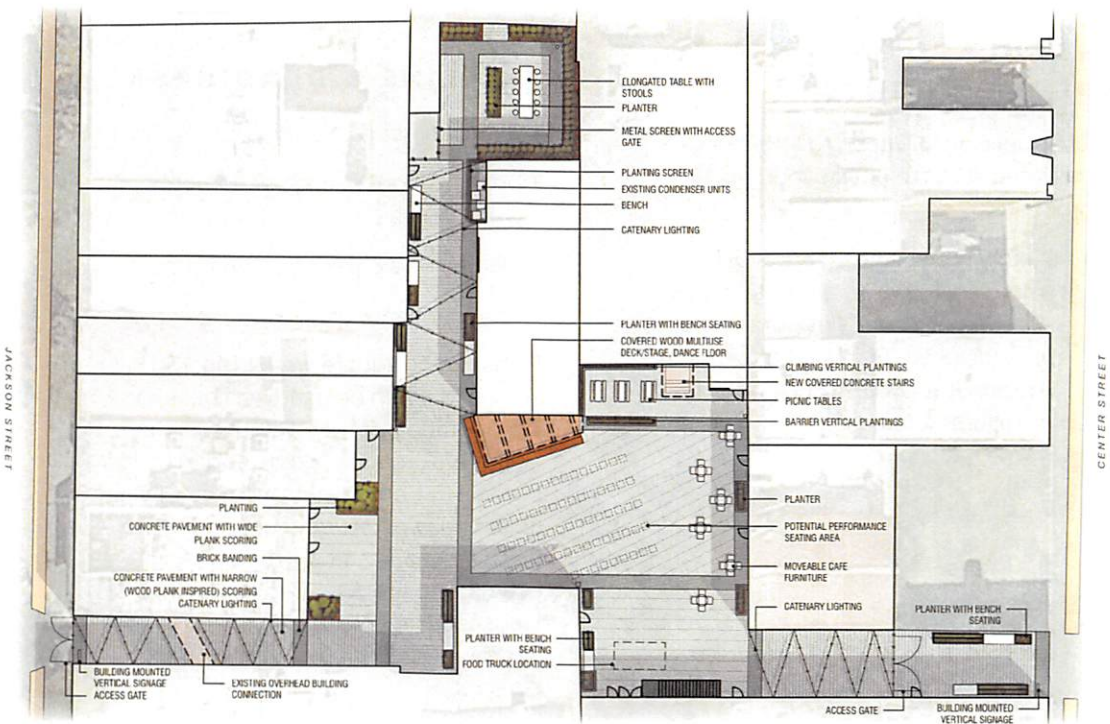 ELONGATED TABLE WITH
STOOLS
PLANTER
METAL SCREEN WITH ACCESS
GATE
PLANTING SCREEN
EXISTING CONDENSER UNITS
BENCH
CATENARY LIGHTING
PLANTER WITH BENCH SEATING
COVERED WOOD MULTIUSE
DECK/STAGE, DANCE FLOOR
CLIMBING VERTICAL PLANTINGS
NEW COVERED CONCRETE STAIRS
PICNIC TABLES
BARRIER VERTICAL PLANTINGS
JACKSON STREET
CENTER STREET
PLANTING
CONCRETE PAVEMENT WITH WIDE
PLANK SCORING
BRICK BANDING
CONCRETE PAVEMENT WITH NARROW
(WOOD PLANK INSPIRED) SCORING
CATENARY LIGHTING
PLANTER
POTENTIAL PERFORMANCE
SEATING AREA
MOVEABLE CAFE
FURNITURE
CATENARY LIGHTING
PLANTER WITH BENCH
SEATING
PLANTER WITH BENCH
SEATING
FOOD TRUCK LOCATION
BUILDING MOUNTED
VERTICAL SIGNAGE
ACCESS GATE
EXISTING OVERHEAD BUILDING
CONNECTION
ACCESS GATE
BUILDING MOUNTED
VERTICAL SIGNAGE